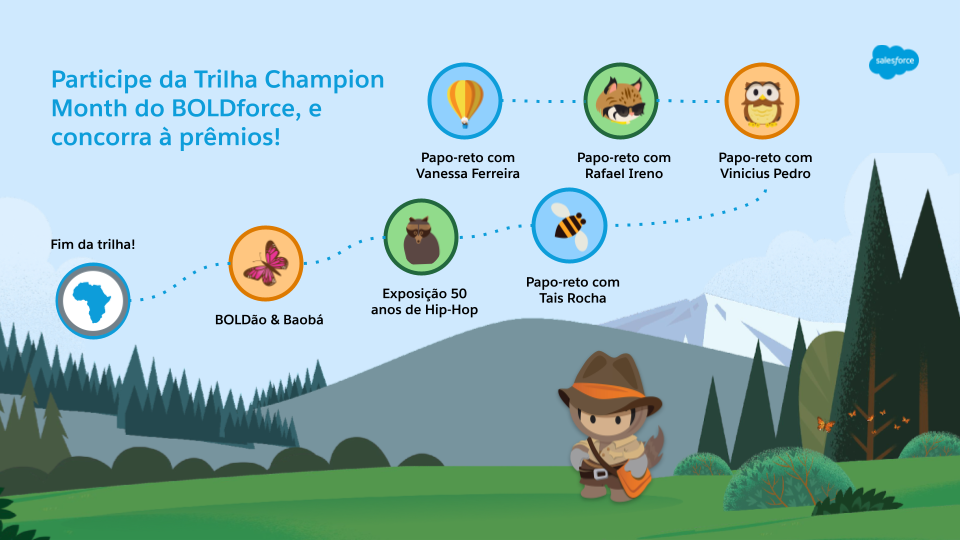 Participe da Trilha Champion
Month do BOLDforce, e
concorra à prêmios!
salesforce
Papo-reto com
Vanessa Ferreira
Papo-reto com
Rafael Ireno
Papo-reto com
Vinicius Pedro
Papo-reto com
Tais Rocha
Exposição 50
anos de Hip-Hop
BOLDão & Baobá
Fim da trilha!